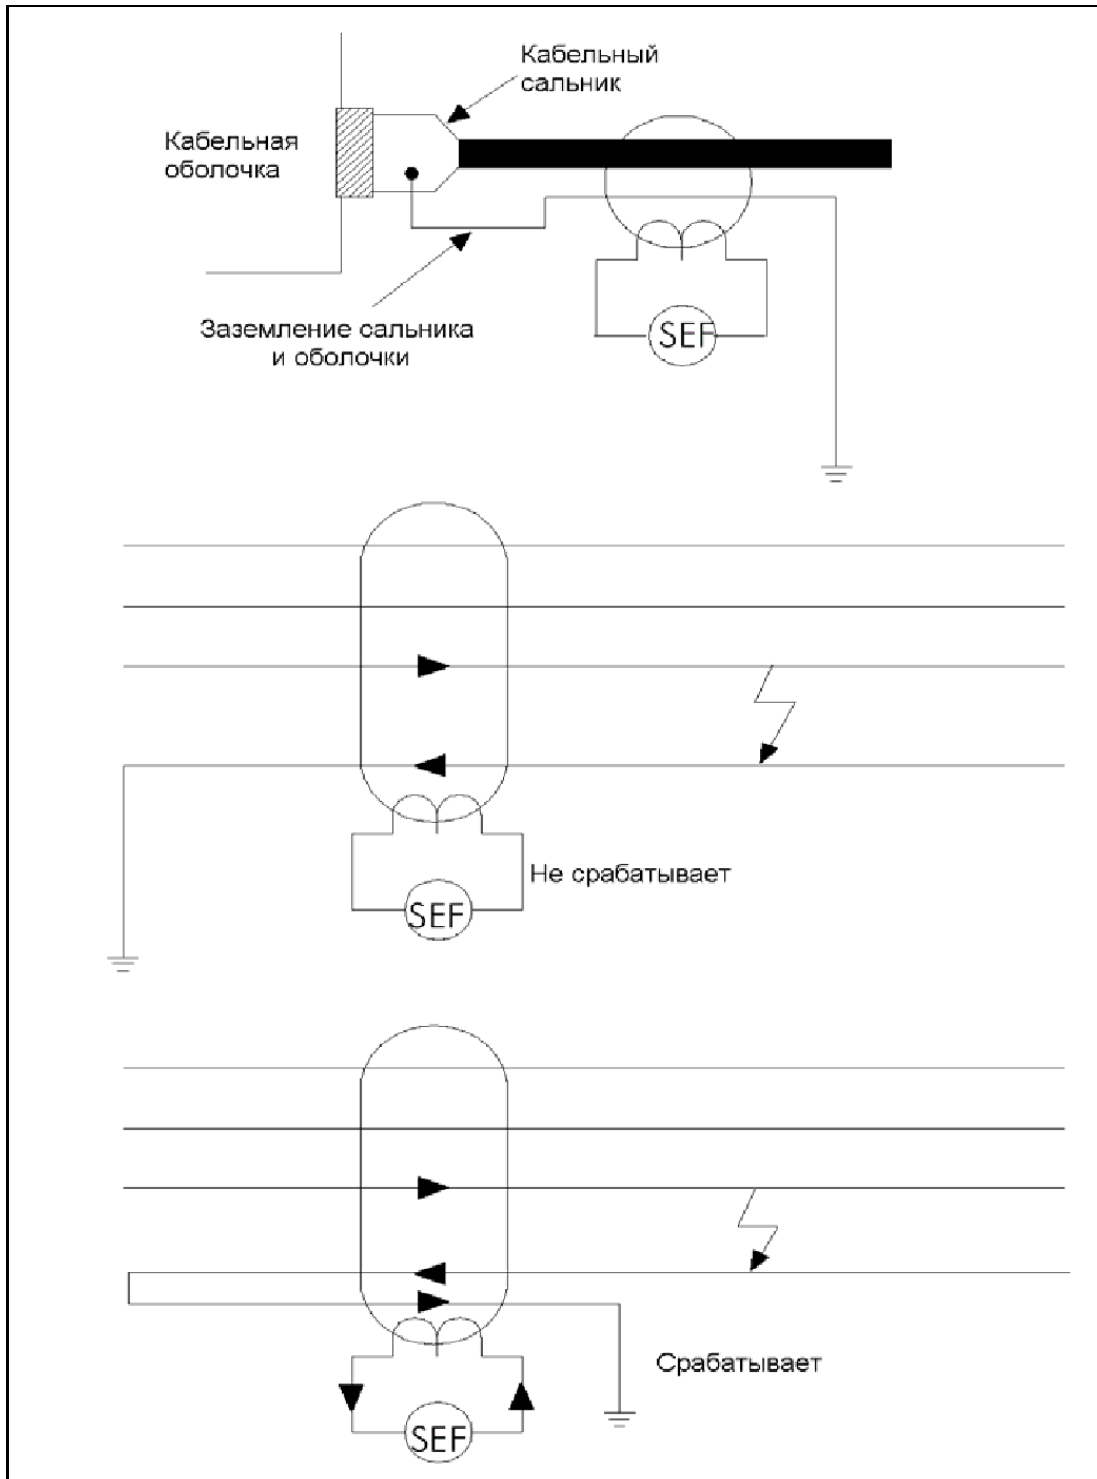 Кабельный
сальник
Кабельная
оболочка
Заземление сальника
и оболочки
SEF
Не срабатывает
SEF
Срабатывает
SEF